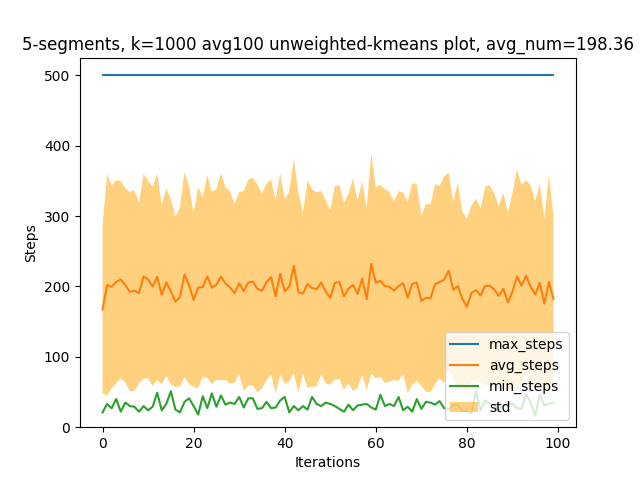 5-segments, k=1000 avg100 unweighted-kmeans plot, avg_num=198.36
500
400
300
200
100
0
Steps
max_steps
avg_steps
min_steps
std
0
20
40
60
80
100
Iterations